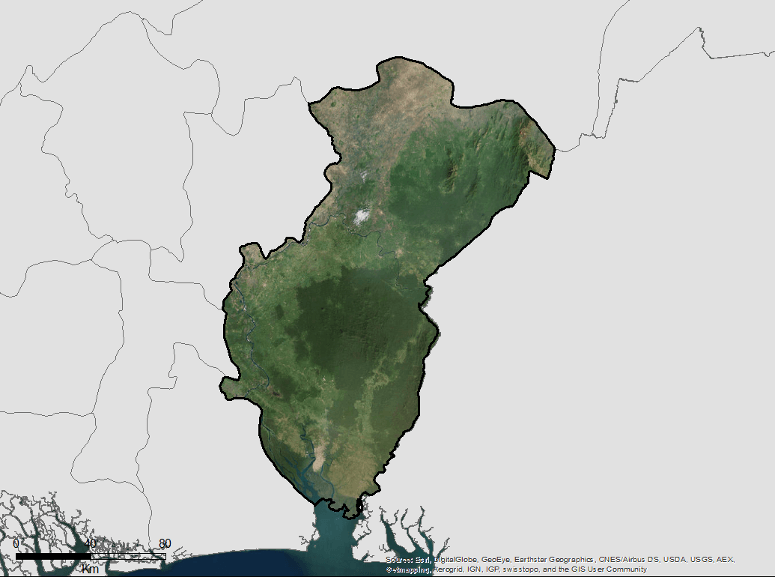 0 40 80
Km
Source: Esri, DigitalGlobe, GeoEye, Earthstar Geographics, CNES/Airbus DS, USDA, USGS, AEX,
Getmapping, Aerogrid, IGN, IGP, swisstopo, and the GIS User Community